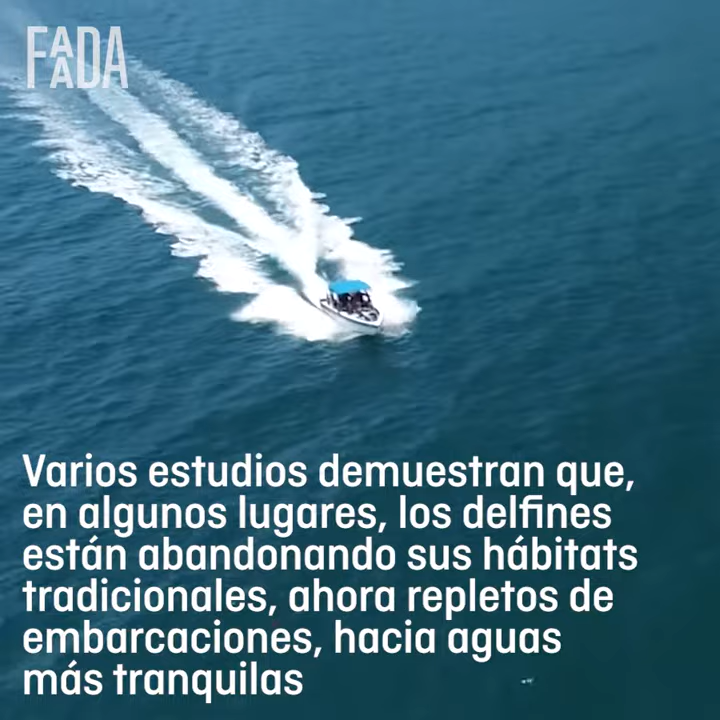 FAADA
Varios estudios demuestran que,
en algunos lugares, los delfines
están abandonando sus hábitats
tradicionales, ahora repletos de
embarcaciones, hacia aguas
más tranquilas